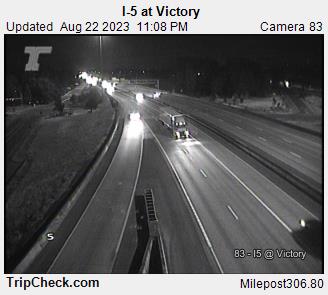 I-5 at Victory
Updated Aug 22 2023 11:08 PM Camera 83
T
S
83 - I5 @ Victory
TripCheck.com Milepost306.80